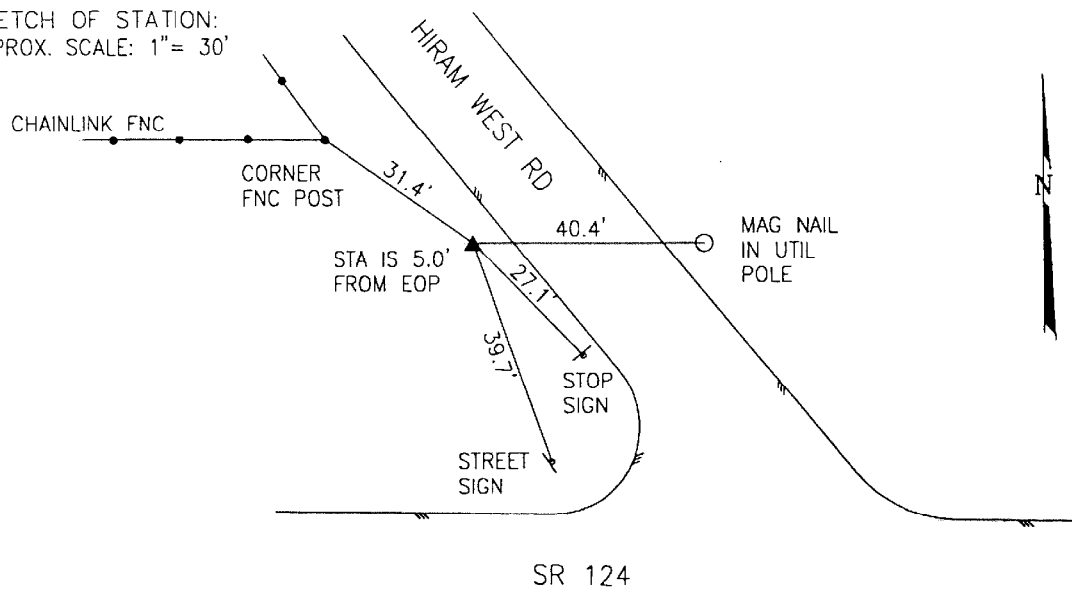 ETCH OF STATION:
PROX. SCALE: 1"= 30'
HIRAM WEST RD
CHAINLINK FNC
CORNER
FNC POST
31.4'
N
40.4'
MAG NAIL
IN UTIL
POLE
STA IS 5.0'
FROM EOP
27.1'
39.7'
STOP
SIGN
STREET
SIGN
SR 124